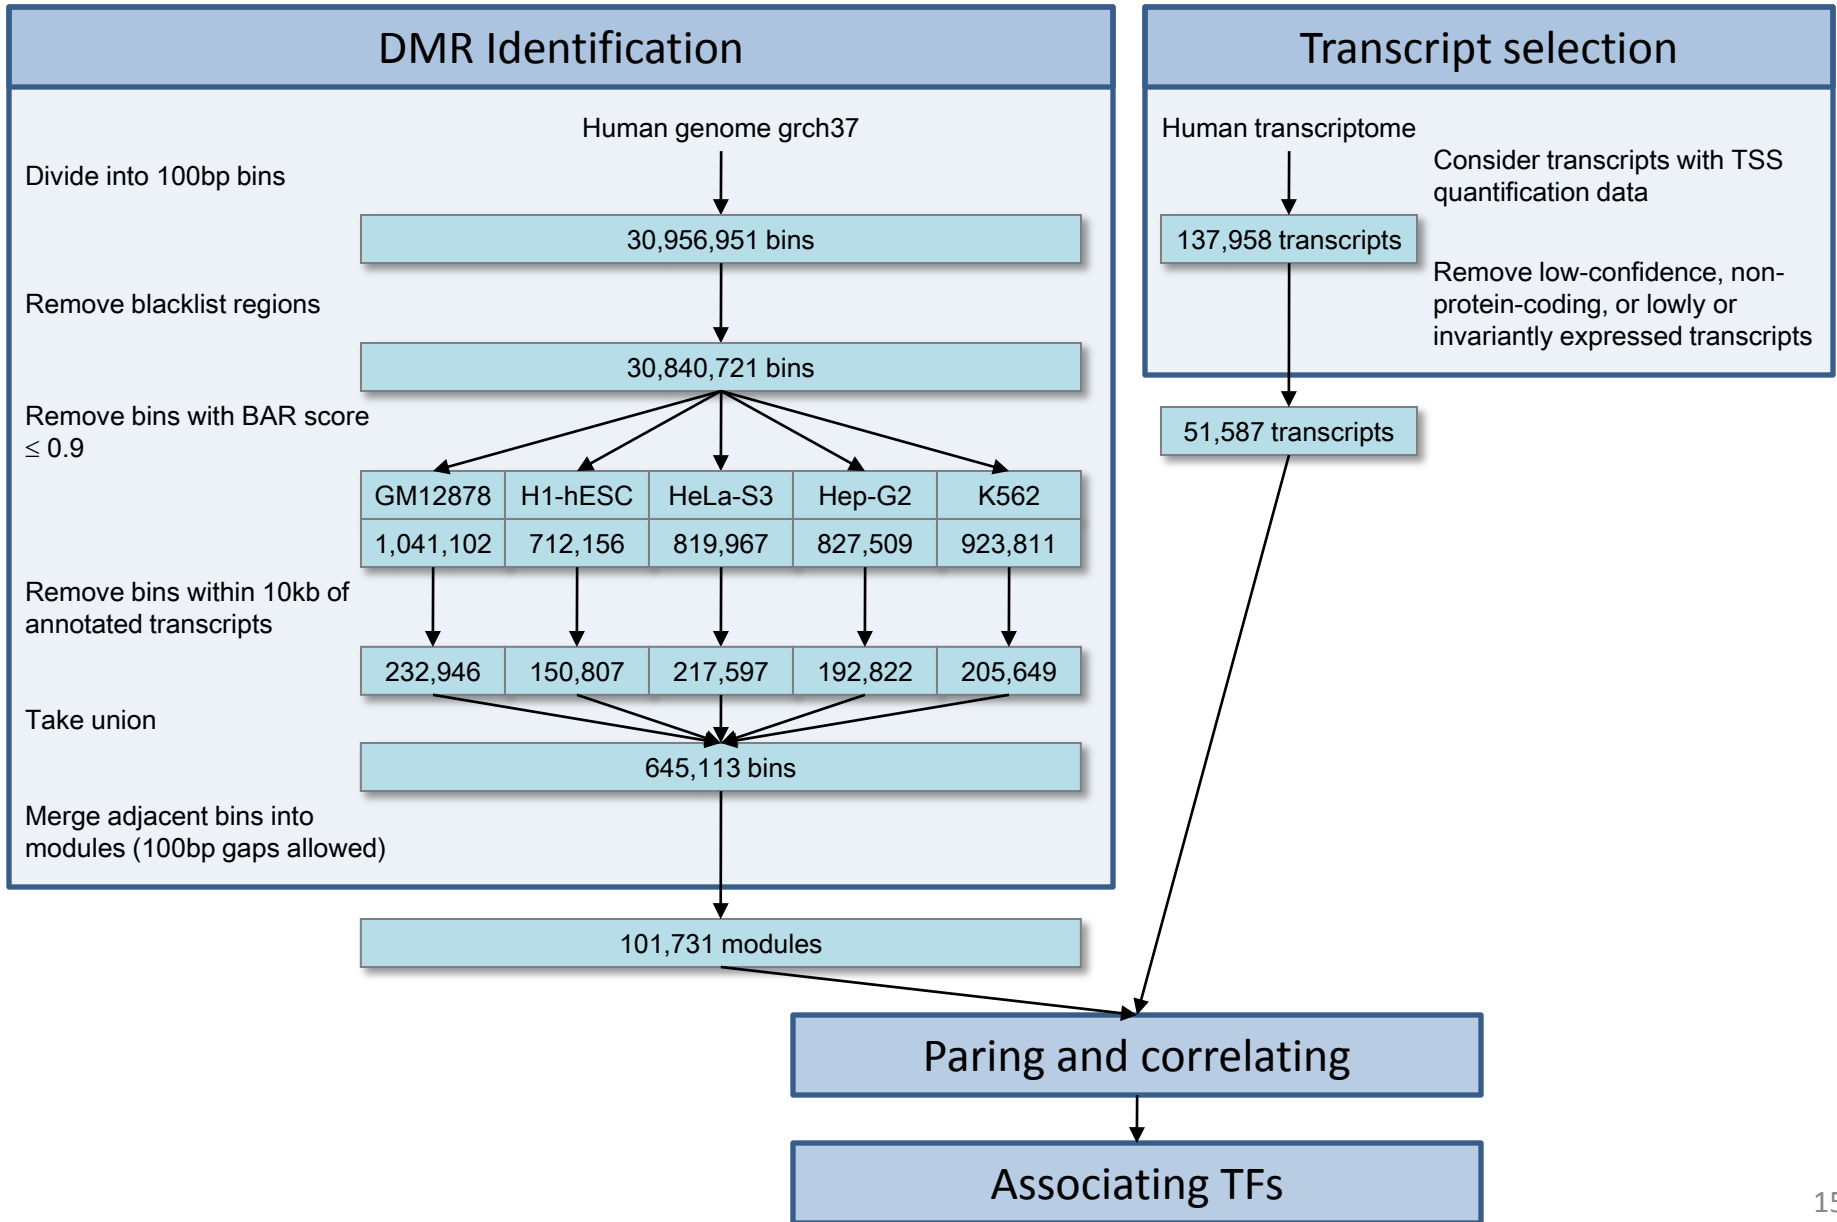 DMR Identification
Human genome grch37
Divide into 100bp bins
30,956,951 bins
Remove blacklist regions
30,840,721 bins
Remove bins with BAR score
≤ 0.9
GM12878 H1-hESC HeLa-S3 Hep-G2 K562
1,041,102 712,156 819,967 827,509 923,811
Remove bins within 10kb of
annotated transcripts
232,946 150,807 217,597 192,822 205,649
Take union
645,113 bins
Merge adjacent bins into
modules (100bp gaps allowed)
101,731 modules
Transcript selection
Human transcriptome
Consider transcripts with TSS
quantification data
137,958 transcripts
Remove low-confidence, non-
protein-coding, or lowly or
invariantly expressed transcripts
51,587 transcripts
Paring and correlating
Associating TFs
15